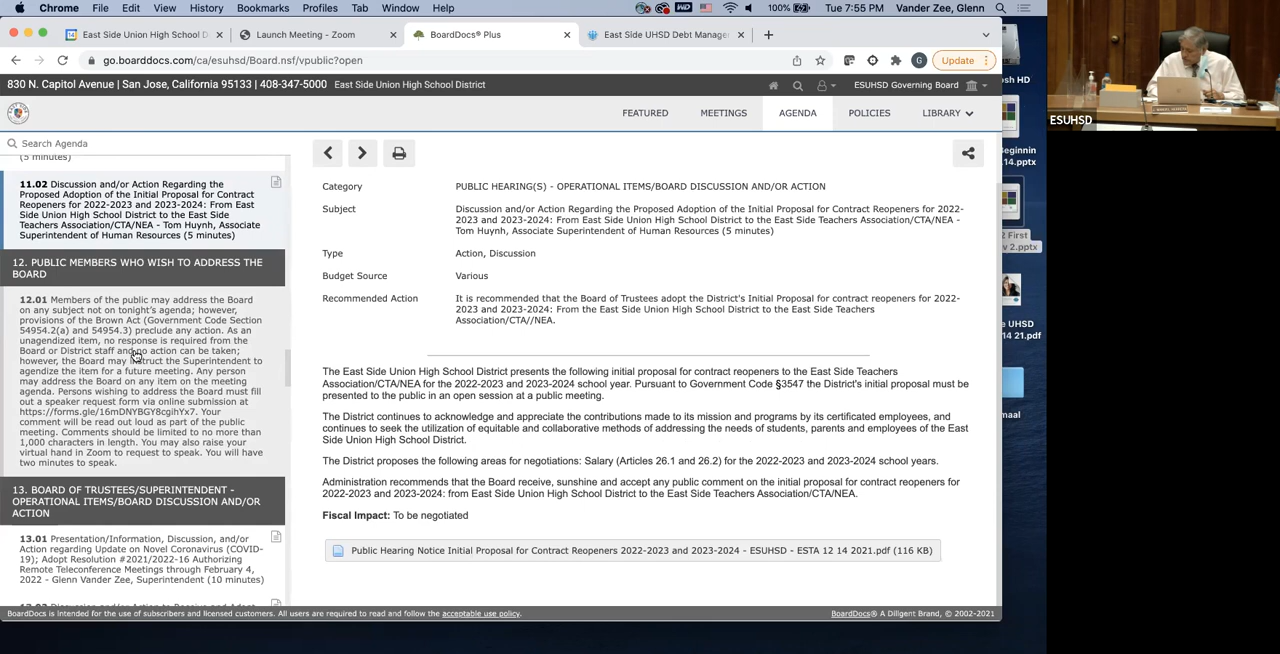 Chrome File Edit View History Bookmarks Profiles Tab Window Help
WD 100% Tue 7:55 PM Vander Zee, Glenn
East Side Union High School D
Launch Meeting - Zoom
BoardDocs® Plus
East Side UHSD Debt Manager
go.boarddocs.com/ca/esuhsd/Board.nsf/vpublic?open
G Update
830 N. Capitol Avenue | San Jose, California 95133 | 408-347-5000 East Side Union High School District
ESUHSD Governing Board
FEATURED MEETINGS AGENDA POLICIES LIBRARY
Search Agenda
(5 minutes)
11.02 Discussion and/or Action Regarding the
Proposed Adoption of the Initial Proposal for Contract
Reopeners for 2022-2023 and 2023-2024: From East
Side Union High School District to the East Side
Teachers Association/CTA/NEA - Tom Huynh, Associate
Superintendent of Human Resources (5 minutes)
12. PUBLIC MEMBERS WHO WISH TO ADDRESS THE
BOARD
12.01 Members of the public may address the Board
on any subject not on tonight's agenda; however,
provisions of the Brown Act (Government Code Section
54954.2(a) and 54954.3) preclude any action. As an
unagendized item, no response is required from the
Board or District staff and no action can be taken;
however, the Board may instruct the Superintendent to
agendize the item for a future meeting. Any person
may address the Board on any item on the meeting
agenda. Persons wishing to address the Board must fill
out a speaker request form via online submission at
https://forms.gle/16mDNYBGY8cgihYx7. Your
comment will be read out loud as part of the public
meeting. Comments should be limited to no more than
1,000 characters in length. You may also raise your
virtual hand in Zoom to request to speak. You will have
two minutes to speak.
13. BOARD OF TRUSTEES/SUPERINTENDENT -
OPERATIONAL ITEMS/BOARD DISCUSSION AND/OR
ACTION
13.01 Presentation/Information, Discussion, and/or
Action regarding Update on Novel Coronavirus (COVID-
19); Adopt Resolution #2021/2022-16 Authorizing
Remote Teleconference Meetings through February 4,
2022 - Glenn Vander Zee, Superintendent (10 minutes)
Category PUBLIC HEARING(S) - OPERATIONAL ITEMS/BOARD DISCUSSION AND/OR ACTION
Subject Discussion and/or Action Regarding the Proposed Adoption of the Initial Proposal for Contract Reopeners for 2022-
2023 and 2023-2024: From East Side Union High School District to the East Side Teachers Association/CTA/NEA -
Tom Huynh, Associate Superintendent of Human Resources (5 minutes)
Type Action, Discussion
Budget Source Various
Recommended Action It is recommended that the Board of Trustees adopt the District's Initial Proposal for contract reopeners for 2022-
2023 and 2023-2024: From the East Side Union High School District to the East Side Teachers
Association/CTA//NEA.
The East Side Union High School District presents the following initial proposal for contract reopeners to the East Side Teachers
Association/CTA/NEA for the 2022-2023 and 2023-2024 school year. Pursuant to Government Code §3547 the District's initial proposal must be
presented to the public in an open session at a public meeting.
The District continues to acknowledge and appreciate the contributions made to its mission and programs by its certificated employees, and
continues to seek the utilization of equitable and collaborative methods of addressing the needs of students, parents and employees of the East
Side Union High School District.
The District proposes the following areas for negotiations: Salary (Articles 26.1 and 26.2) for the 2022-2023 and 2023-2024 school years.
Administration recommends that the Board receive, sunshine and accept any public comment on the initial proposal for contract reopeners for
2022-2023 and 2023-2024: from East Side Union High School District to the East Side Teachers Association/CTA/NEA.
Fiscal Impact: To be negotiated
Public Hearing Notice Initial Proposal for Contract Reopeners 2022-2023 and 2023-2024 - ESUHSD - ESTA 12 14 2021.pdf (116 KB)
BoardDocs is intended for the use of subscribers and licensed customers. All users are required to read and follow the acceptable use policy.
BoardDocs® A Diligent Brand, © 2002-2021
osh HD
Beginnin
14.pptx
2 First
v 2.pptx
e UHSD
14 21.pdf
maal
ESUHSD